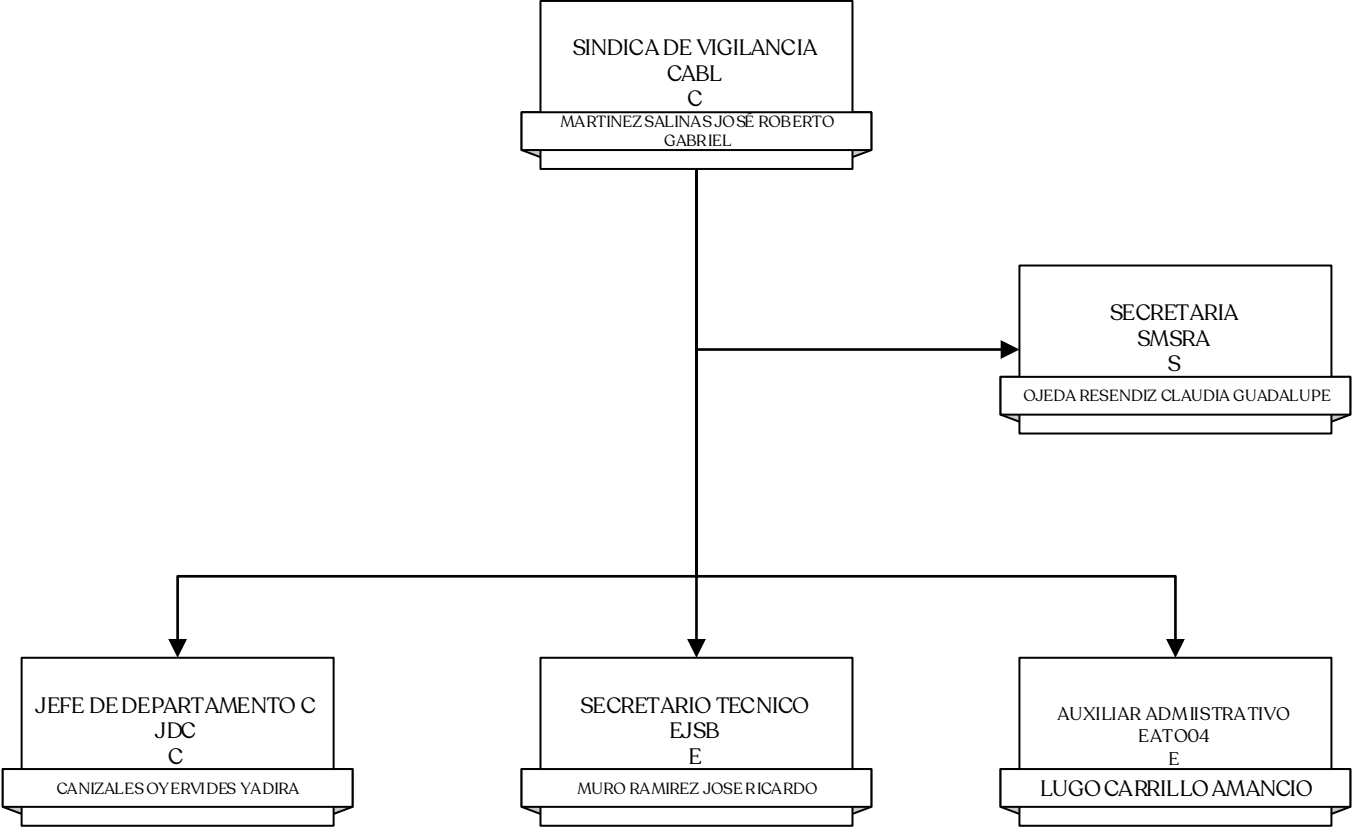 SINDICA DE VIGILANCIA
CABL
C
MARTINEZ SALINAS JOSÉ ROBERTO
GABRIEL
SECRETARIA
SMSRA
S
OJEDA RESENDIZ CLAUDIA GUADALUPE
JEFE DE DEPARTAMENTO C
JDC
C
CANIZALES OYERVIDES YADIRA
SECRETARIO TECNICO
EJSB
E
MURO RAMIREZ JOSE RICARDO
AUXILIAR ADMIISTRATIVO
EATO04
E
LUGO CARRILLO AMANCIO